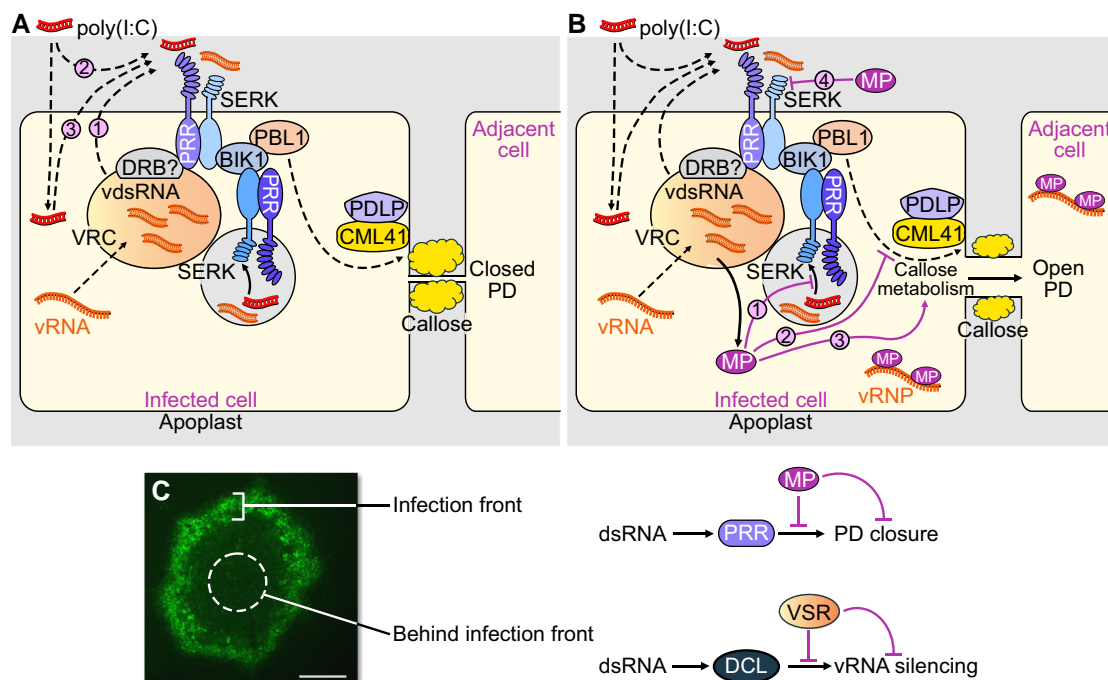 A
poly(I:C)
2
3
1
SERK
PRR
BIK1
PBL1
DRB?
vdsRNA
VRC
PRR
SERK
PDLP
CML41
Adjacent
cell
Closed
PD
Callose
vRNA
Infected cell
Apoplast
B
poly(I:C)
4
MP
SERK
PRR
BIK1
PBL1
DRB?
vdsRNA
VRC
PRR
SERK
PDLP
CML41
Adjacent
cell
MP
MP
Callose
metabolism
Open
PD
Callose
vRNA
1
2
3
MP
MP
MP
vRNP
Infected cell
Apoplast
C
Infection front
Behind infection front
MP
dsRNA
PRR
PD closure
VSR
dsRNA
DCL
vRNA silencing